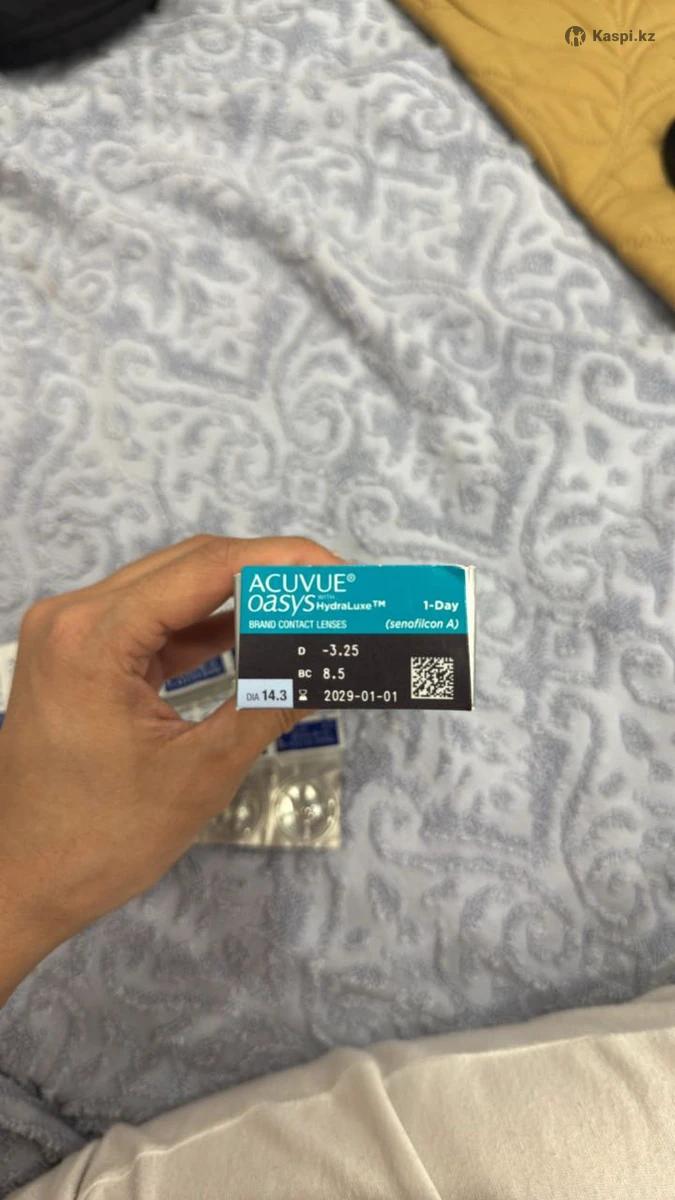 Kaspi.kz
ACUVUE®
OASYS WITH HydraLuxe™ 1-Day
BRAND CONTACT LENSES (senofilcon A)
D -3.25
BC 8.5
DIA 14.3 2029-01-01